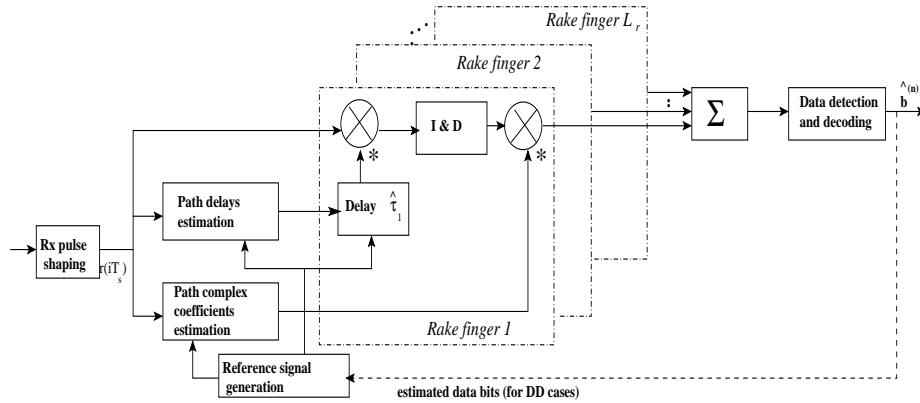 Rake finger L r
Rake finger 2
I & D
*
*
Σ
Data detection
and decoding
^(n)
b
Path delays
estimation
Delay τ̂ 1
Rx pulse
shaping
r(iT s)
Path complex
coefficients
estimation
Rake finger 1
Reference signal
generation
estimated data bits (for DD cases)